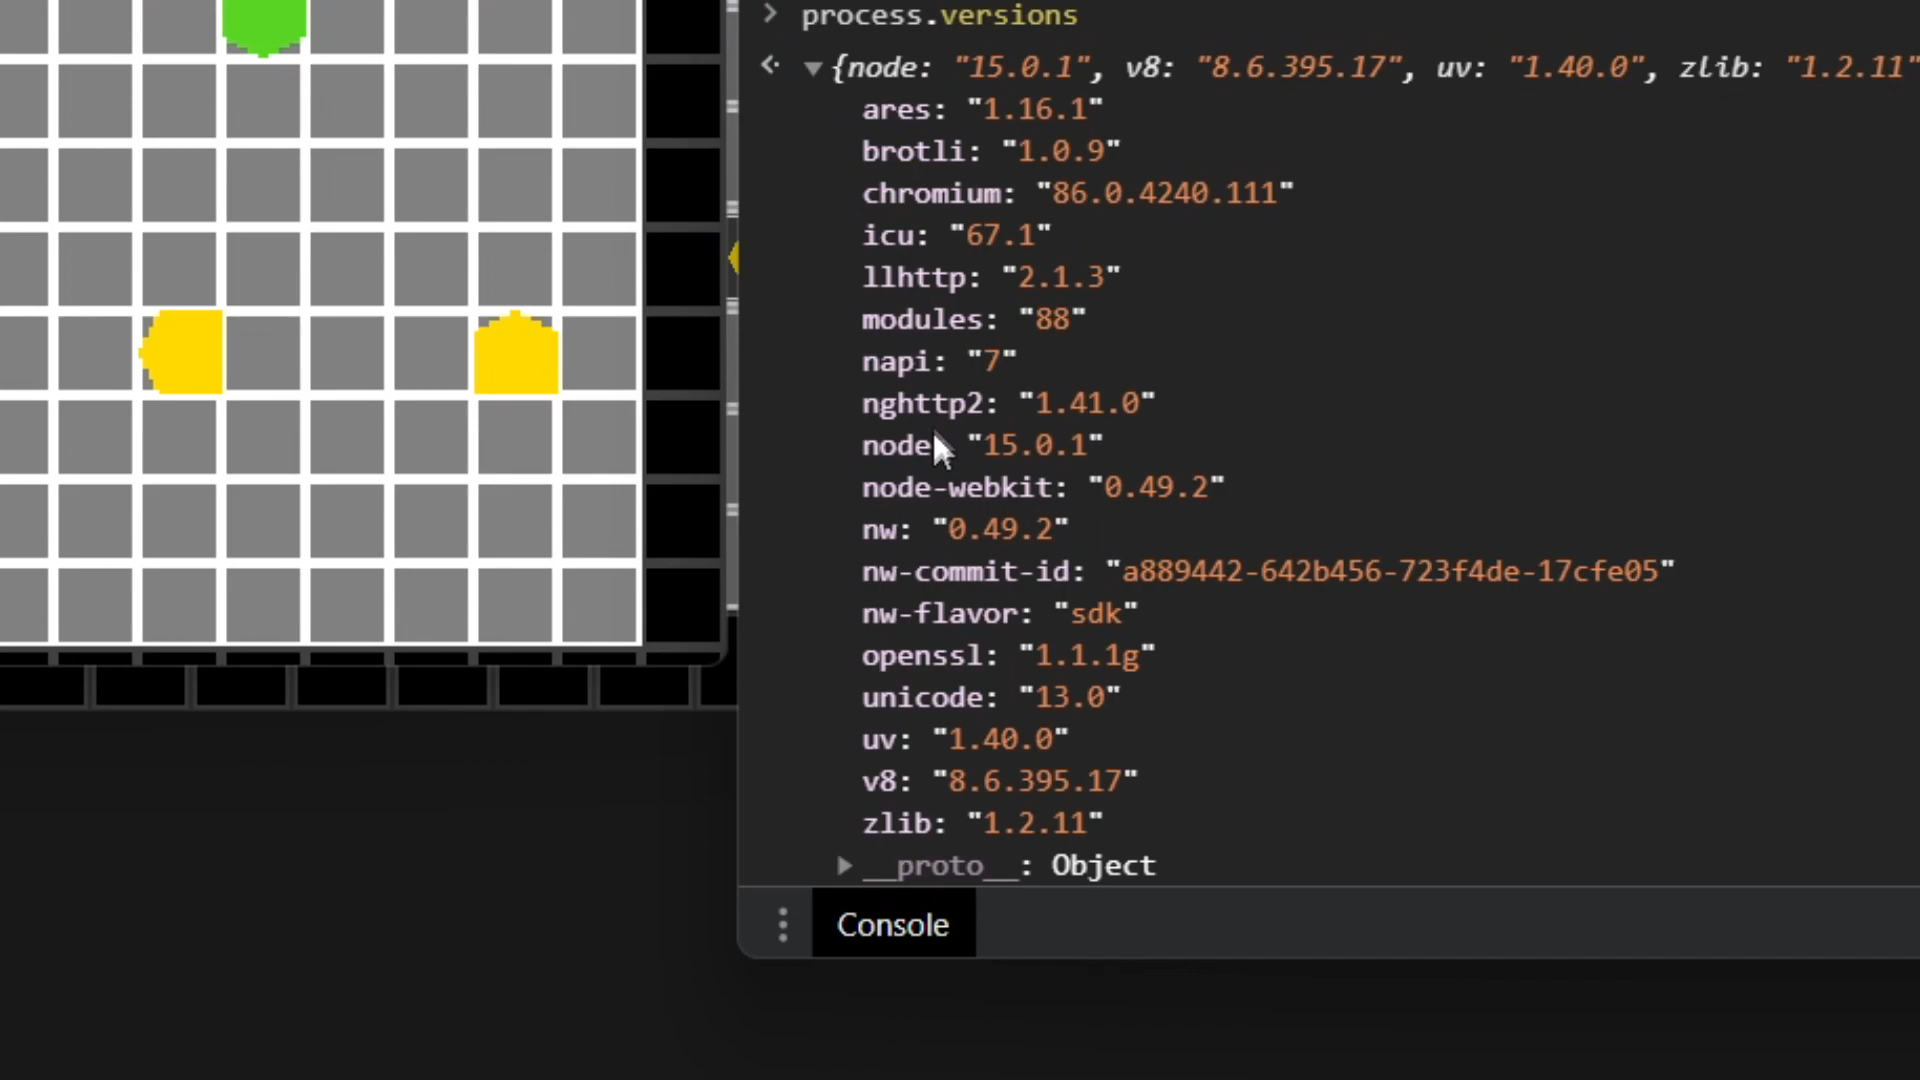 > process.versions
{node: "15.0.1", v8: "8.6.395.17", uv: "1.40.0", zlib: "1.2.11"
ares: "1.16.1"
brotli: "1.0.9"
chromium: "86.0.4240.111"
icu: "67.1"
llhttp: "2.1.3"
modules: "88"
napi: "7"
nghttp2: "1.41.0"
node: "15.0.1"
node-webkit: "0.49.2"
nw: "0.49.2"
nw-commit-id: "a889442-642b456-723f4de-17cfe05"
nw-flavor: "sdk"
openssl: "1.1.1g"
unicode: "13.0"
uv: "1.40.0"
v8: "8.6.395.17"
zlib: "1.2.11"
__proto__: Object
Console